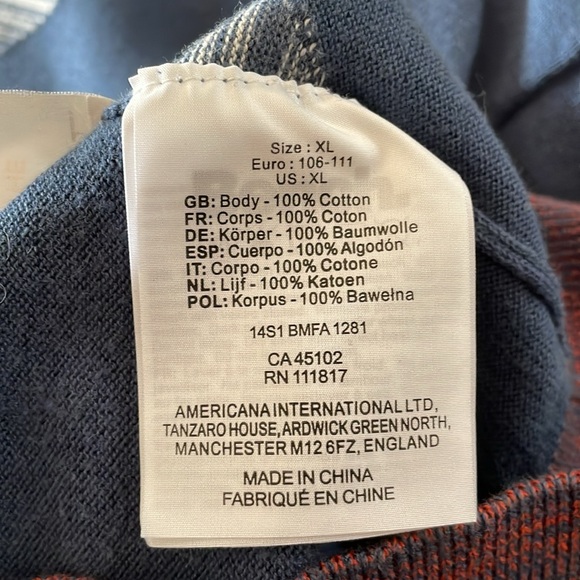 Size : XL
Euro : 106-111
US : XL
GB: Body - 100% Cotton
FR: Corps - 100% Coton
DE: Körper - 100% Baumwolle
ESP: Cuerpo - 100% Algodón
IT: Corpo - 100% Cotone
NL: Lijf - 100% Katoen
POL: Korpus - 100% Bawełna
14S1 BMFA 1281
CA 45102
RN 111817
AMERICANA INTERNATIONAL LTD,
TANZARO HOUSE, ARDWICK GREEN NORTH,
MANCHESTER M12 6FZ, ENGLAND
MADE IN CHINA
FABRIQUÉ EN CHINE